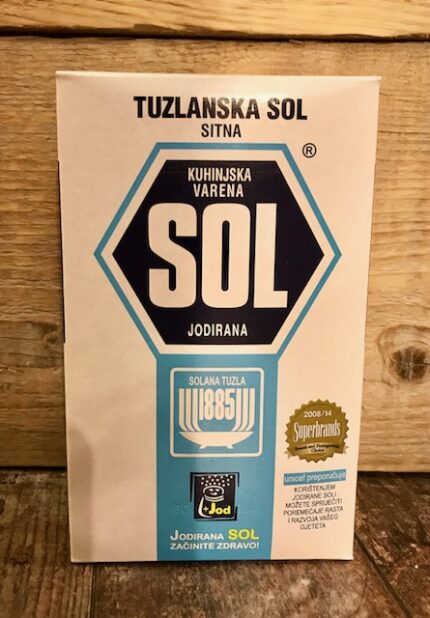 TUZLANSKA SOL
SITNA
®
KUHINJSKA
VARENA
SOL
JODIRANA
SOLANA TUZLA
1885
2008/14
Superbrands
unicef preporučuje
KORIŠTENJEM
JODIRANE SOLI
MOŽETE SPRIJEČITI
POREMEĆAJE RASTA
I RAZVOJA VAŠEG
DJETETA
+Jod
JODIRANA SOL
ZAČINITE ZDRAVO!